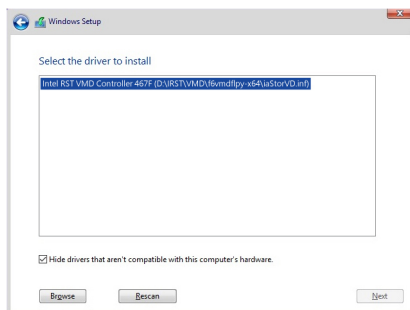 Windows Setup
Select the driver to install
Intel RST VMD Controller 467F (D:\IRST\VMD\f6vmdflpy-x64\iaStorVD.inf)
Hide drivers that aren't compatible with this computer's hardware.
Browse
Rescan
Next